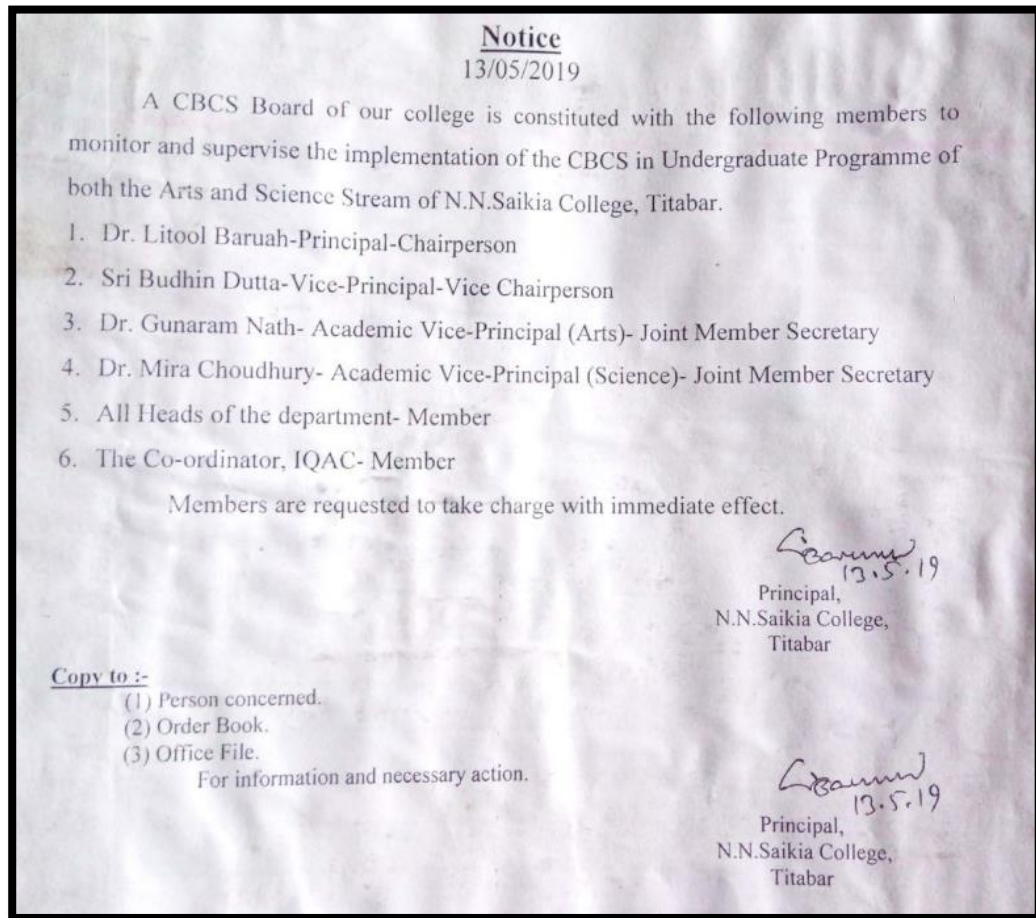 Notice
13/05/2019
A CBCS Board of our college is constituted with the following members to
monitor and supervise the implementation of the CBCS in Undergraduate Programme of
both the Arts and Science Stream of N.N.Saikia College, Titabar.
1. Dr. Litool Baruah-Principal-Chairperson
2. Sri Budhin Dutta-Vice-Principal-Vice Chairperson
3. Dr. Gunaram Nath- Academic Vice-Principal (Arts)- Joint Member Secretary
4. Dr. Mira Choudhury- Academic Vice-Principal (Science)- Joint Member Secretary
5. All Heads of the department- Member
6. The Co-ordinator, IQAC- Member
Members are requested to take charge with immediate effect.
13.5.19
Principal,
N.N.Saikia College,
Titabar
Copy to :-
(1) Person concerned.
(2) Order Book.
(3) Office File.
For information and necessary action.
13.5.19
Principal,
N.N.Saikia College,
Titabar